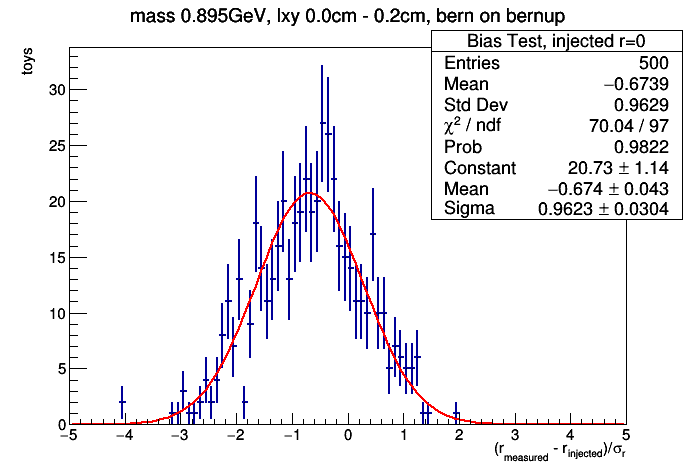 mass 0.895GeV, lxy 0.0cm - 0.2cm, bern on bernup
Bias Test, injected r=0
Entries 500
Mean −0.6739
Std Dev 0.9629
χ² / ndf 70.04 / 97
Prob 0.9822
Constant 20.73 ± 1.14
Mean −0.674 ± 0.043
Sigma 0.9623 ± 0.0304
toys
30
25
20
15
10
5
0
−5 −4 −3 −2 −1 0 1 2 3 4 5
(r_measured - r_injected)/σ_r